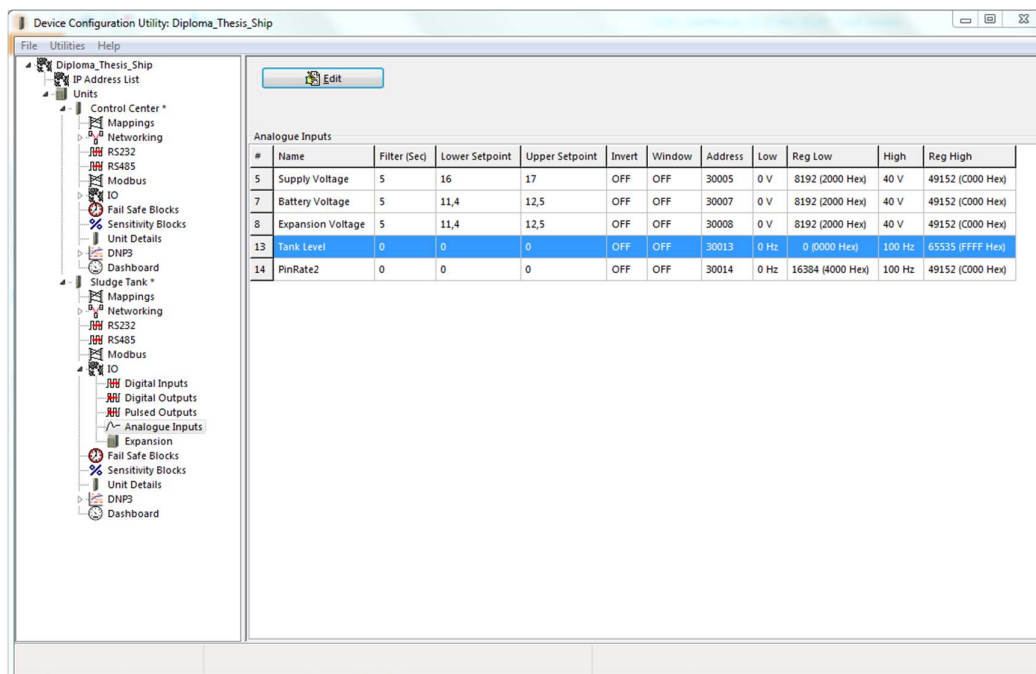 Device Configuration Utility: Diploma_Thesis_Ship
File Utilities Help
Diploma_Thesis_Ship
IP Address List
Units
Control Center *
Mappings
Networking
RS232
RS485
Modbus
IO
Fail Safe Blocks
Sensitivity Blocks
Unit Details
DNP3
Dashboard
Sludge Tank *
Mappings
Networking
RS232
RS485
Modbus
IO
Digital Inputs
Digital Outputs
Pulsed Outputs
Analogue Inputs
Expansion
Fail Safe Blocks
Sensitivity Blocks
Unit Details
DNP3
Dashboard
Edit
Analogue Inputs
# Name Filter (Sec) Lower Setpoint Upper Setpoint Invert Window Address Low Reg Low High Reg High
5 Supply Voltage 5 16 17 OFF OFF 30005 0 V 8192 (2000 Hex) 40 V 49152 (C000 Hex)
7 Battery Voltage 5 11,4 12,5 OFF OFF 30007 0 V 8192 (2000 Hex) 40 V 49152 (C000 Hex)
8 Expansion Voltage 5 11,4 12,5 OFF OFF 30008 0 V 8192 (2000 Hex) 40 V 49152 (C000 Hex)
13 Tank Level 0 0 0 OFF OFF 30013 0 Hz 0 (0000 Hex) 100 Hz 65535 (FFFF Hex)
14 PinRate2 0 0 0 OFF OFF 30014 0 Hz 16384 (4000 Hex) 100 Hz 49152 (C000 Hex)